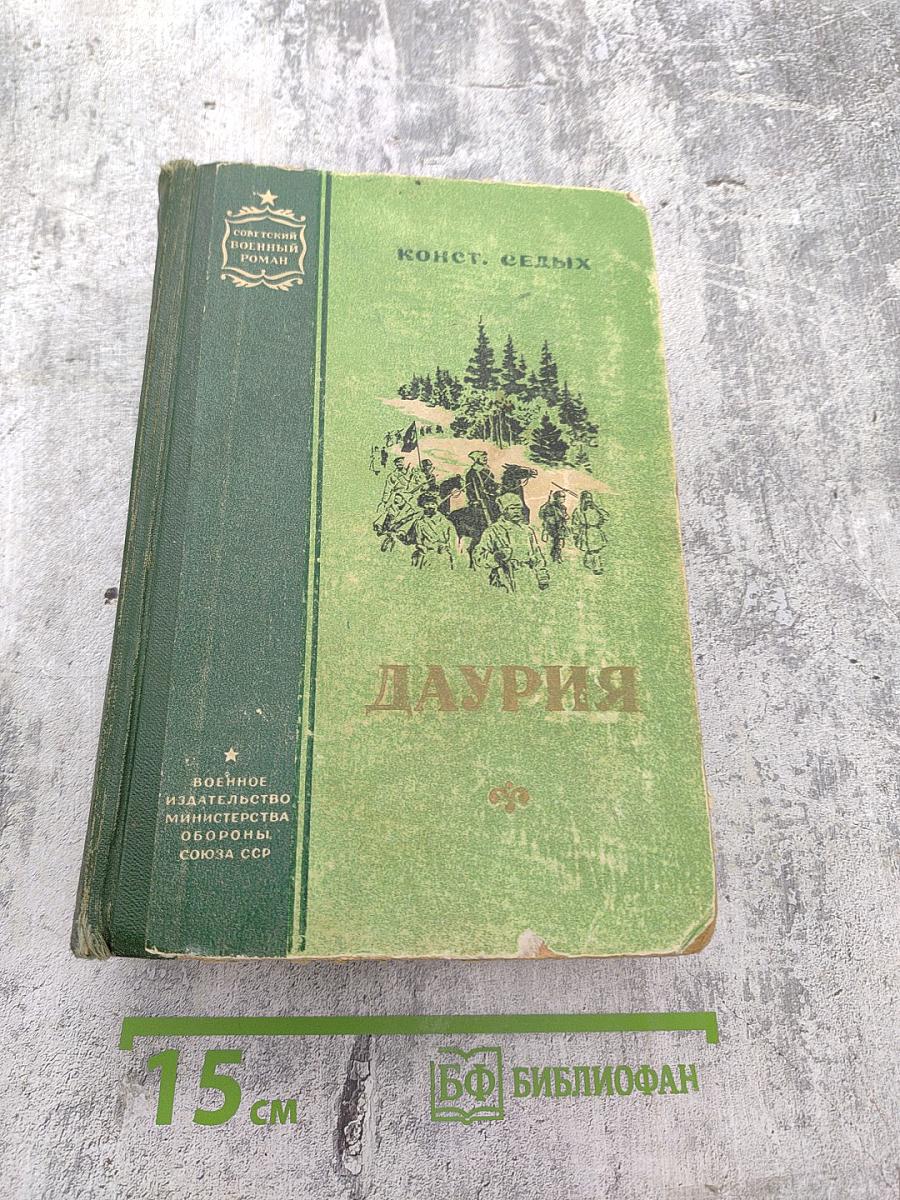 СОВЕТСКИЙ
ВОЕННЫЙ
РОМАН
КОНСТ. СЕДЫХ
ДАУРИЯ
ВОЕННОЕ
ИЗДАТЕЛЬСТВО
МИНИСТЕРСТВА
ОБОРОНЫ
СОЮЗА ССР
15 см
БФ БИБЛИОФАН